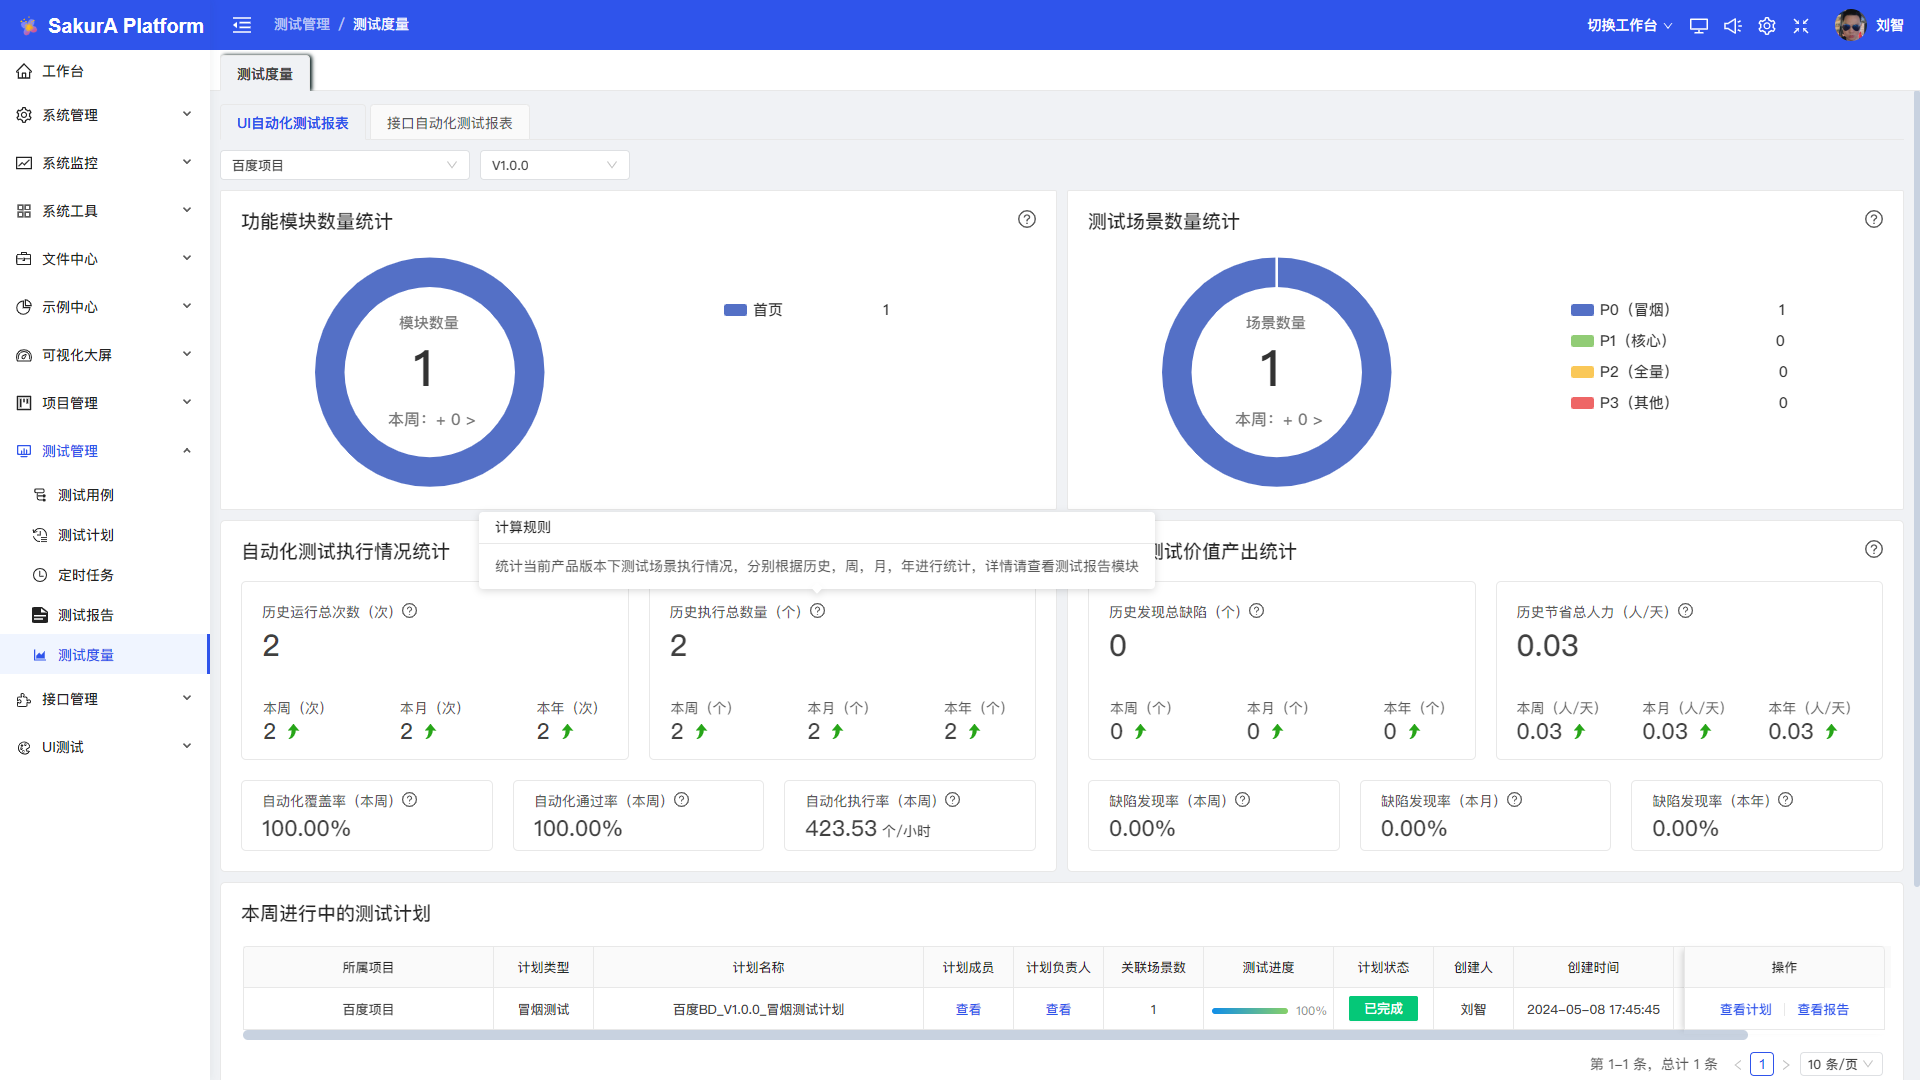 SakurA Platform
测试管理 / 测试度量
切换工作台
刘智
工作台
系统管理
系统监控
系统工具
文件中心
示例中心
可视化大屏
项目管理
测试管理
测试用例
测试计划
定时任务
测试报告
测试度量
接口管理
UI测试
测试度量
UI自动化测试报表
接口自动化测试报表
百度项目
V1.0.0
功能模块数量统计
模块数量
1
本周： + 0 >
首页 1
测试场景数量统计
场景数量
1
本周： + 0 >
P0（冒烟） 1
P1（核心） 0
P2（全量） 0
P3（其他） 0
计算规则
统计当前产品版本下测试场景执行情况，分别根据历史，周，月，年进行统计，详情请查看测试报告模块
自动化测试执行情况统计
历史运行总次数（次）
2
本周（次） 本月（次） 本年（次）
2 2 2
历史执行总数量（个）
2
本周（个） 本月（个） 本年（个）
2 2 2
自动化覆盖率（本周）
100.00%
自动化通过率（本周）
100.00%
自动化执行率（本周）
423.53 个/小时
测试价值产出统计
历史发现总缺陷（个）
0
本周（个） 本月（个） 本年（个）
0 0 0
历史节省总人力（人/天）
0.03
本周（人/天） 本月（人/天） 本年（人/天）
0.03 0.03 0.03
缺陷发现率（本周）
0.00%
缺陷发现率（本月）
0.00%
缺陷发现率（本年）
0.00%
本周进行中的测试计划
所属项目 计划类型 计划名称 计划成员 计划负责人 关联场景数 测试进度 计划状态 创建人 创建时间 操作
百度项目 冒烟测试 百度BD_V1.0.0_冒烟测试计划 查看 查看 1 100% 已完成 刘智 2024-05-08 17:45:45 查看计划 查看报告
第 1-1 条，总计 1 条 < 1 > 10 条/页